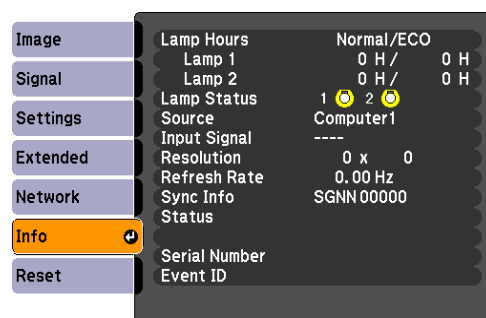 Image
Signal
Settings
Extended
Network
Info
Reset
Lamp Hours Normal/ECO
Lamp 1 0 H / 0 H
Lamp 2 0 H / 0 H
Lamp Status 1 2
Source Computer1
Input Signal ----
Resolution 0 x 0
Refresh Rate 0.00 Hz
Sync Info SGNN 00000
Status
Serial Number
Event ID